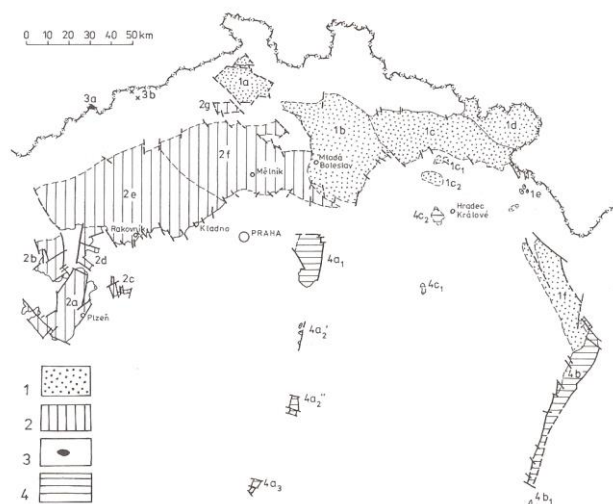 0 10 20 30 40 50 km
3a
3b
1a
2g
1b
1c
1d
2f
Mělník
Mladá
Boleslav
1c₁
1c₂
1e
2e
4c₂
Hradec
Králové
Rakovník
Kladno
PRAHA
2b
2d
2c
4a₁
4c₁
2a
Plzeň
1f
4a₂'
4b
4a₂''
4a₃
4b₁
1
2
3
4